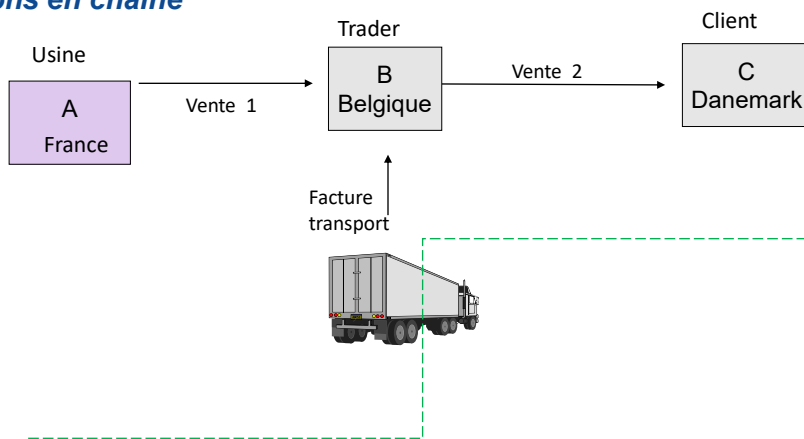 ons en chaîne
Usine
A
France
Vente 1
Trader
B
Belgique
Vente 2
Client
C
Danemark
Facture
transport